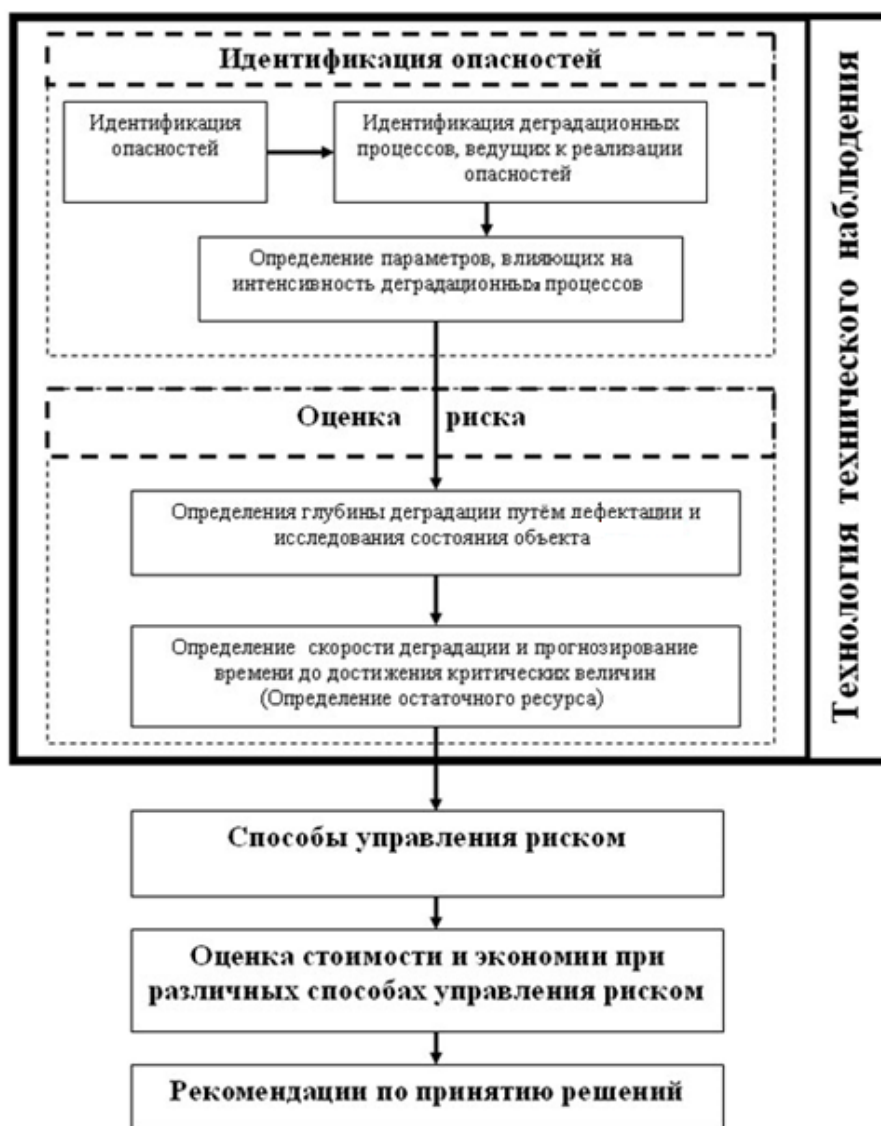 Идентификация опасностей
Идентификация
опасностей
Идентификация деградационных
процессов, ведущих к реализации
опасностей
Определение параметров, влияющих на
интенсивность деградационных процессов
Оценка риска
Определения глубины деградации путём дефектации и
исследования состояния объекта
Определение скорости деградации и прогнозирование
времени до достижения критических величин
(Определение остаточного ресурса)
Технология технического наблюдения
Способы управления риском
Оценка стоимости и экономии при
различных способах управления риском
Рекомендации по принятию решений